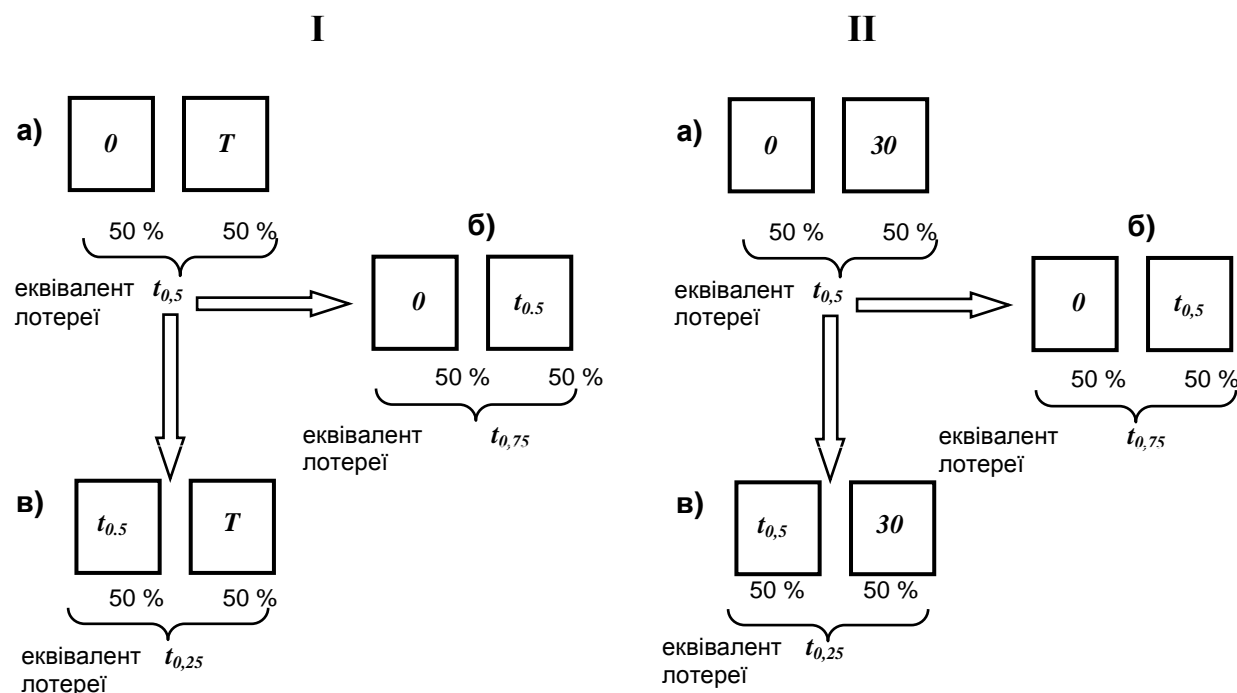 I
а)
0 T
50 % 50 %
еквівалент t0,5
лотереї
б)
0 t0.5
50 % 50 %
еквівалент t0,75
лотереї
в)
t0.5 T
50 % 50 %
еквівалент t0,25
лотереї
II
а)
0 30
50 % 50 %
еквівалент t0,5
лотереї
б)
0 t0,5
50 % 50 %
еквівалент t0,75
лотереї
в)
t0,5 30
50 % 50 %
еквівалент t0,25
лотереї